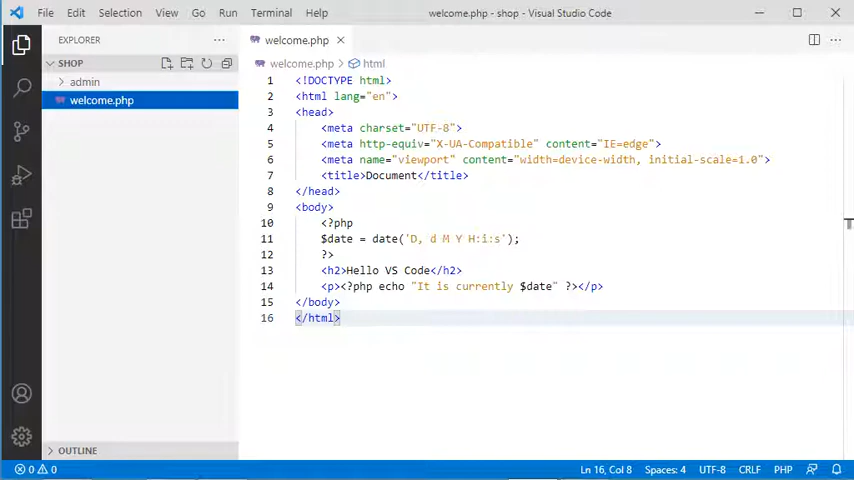 File Edit Selection View Go Run Terminal Help welcome.php - shop - Visual Studio Code
EXPLORER ...
welcome.php
SHOP
welcome.php > html
admin
welcome.php
1 <!DOCTYPE html>
2 <html lang="en">
3 <head>
4 <meta charset="UTF-8">
5 <meta http-equiv="X-UA-Compatible" content="IE=edge">
6 <meta name="viewport" content="width=device-width, initial-scale=1.0">
7 <title>Document</title>
8 </head>
9 <body>
10 <?php
11 $date = date('D, d M Y H:i:s');
12 ?>
13 <h2>Hello VS Code</h2>
14 <p><?php echo "It is currently $date" ?></p>
15 </body>
16 </html>
OUTLINE
0 0 Ln 16, Col 8 Spaces: 4 UTF-8 CRLF PHP